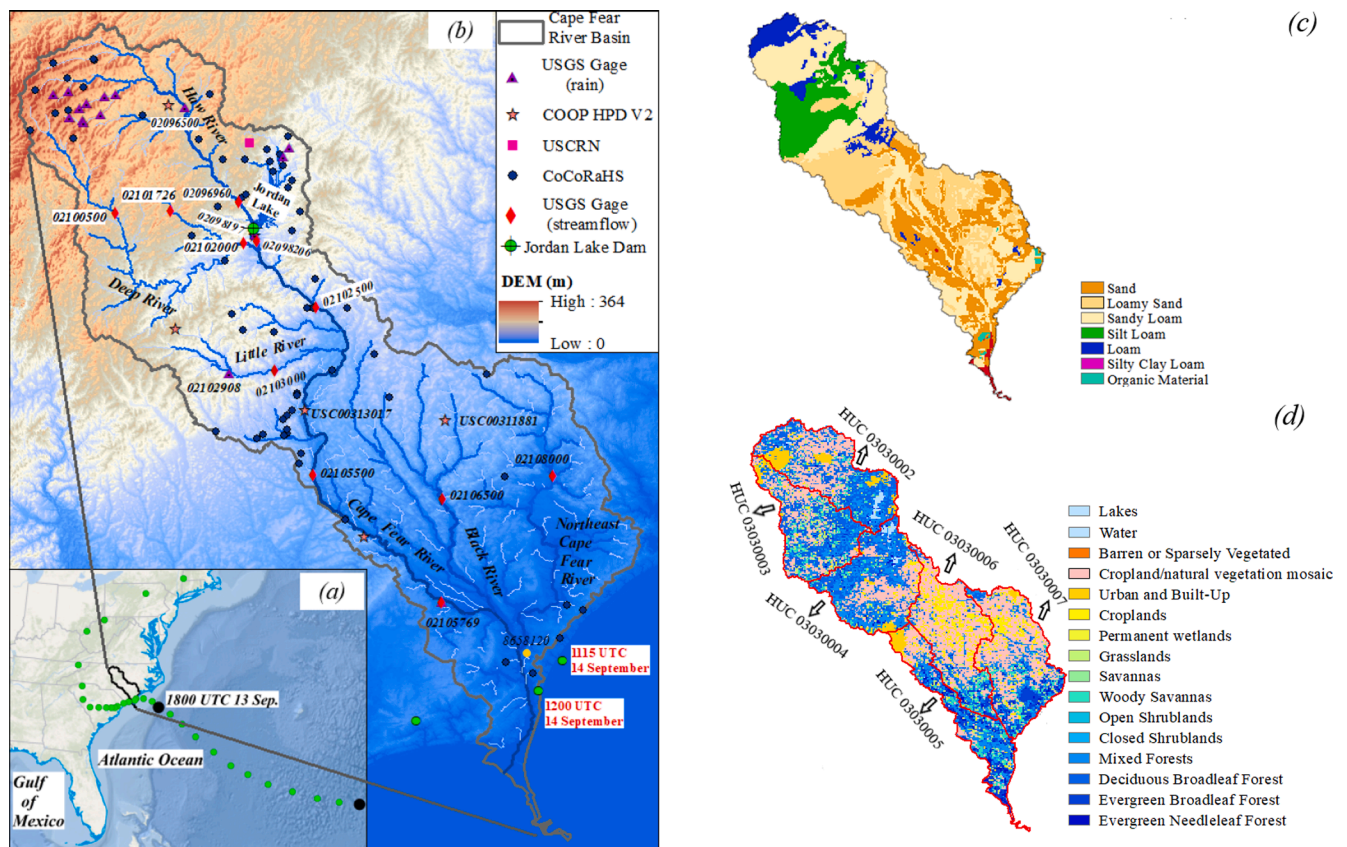 (b)
Cape Fear
River Basin
USGS Gage
(rain)
COOP HPD V2
USCRN
CoCoRaHS
USGS Gage
(streamflow)
Jordan Lake Dam
DEM (m)
High : 364
Low : 0
Haw River
02096500
02101726
02096960
Jordan
Lake
02100500
02098197
02102000
02098206
Deep River
02102500
Little River
02102908
02103000
USC00313017
USC00311881
02105500
02108000
02106500
Cape Fear River
Black River
Northeast
Cape
Fear
River
02105769
8658120
1115 UTC
14 September
1200 UTC
14 September
(a)
1800 UTC 13 Sep.
Atlantic Ocean
Gulf
of
Mexico
(c)
Sand
Loamy Sand
Sandy Loam
Silt Loam
Loam
Silty Clay Loam
Organic Material
(d)
HUC 03030002
HUC 03030003
HUC 03030006
HUC 03030007
HUC 03030004
HUC 03030005
Lakes
Water
Barren or Sparsely Vegetated
Cropland/natural vegetation mosaic
Urban and Built-Up
Croplands
Permanent wetlands
Grasslands
Savannas
Woody Savannas
Open Shrublands
Closed Shrublands
Mixed Forests
Deciduous Broadleaf Forest
Evergreen Broadleaf Forest
Evergreen Needleleaf Forest